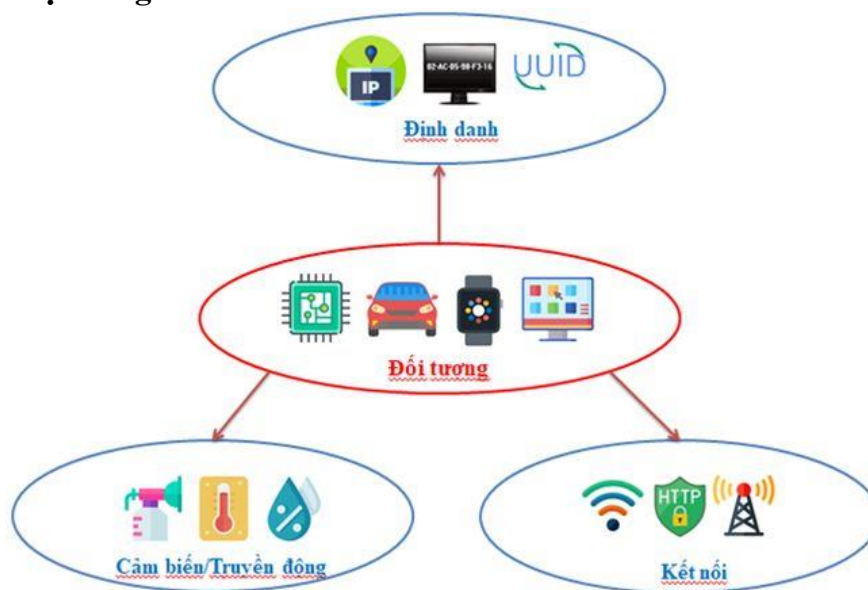 IP
02-AC-05-98-F3-16
UUID
Định danh
Đối tượng
HTTP
Cảm biến/Truyền động
Kết nối